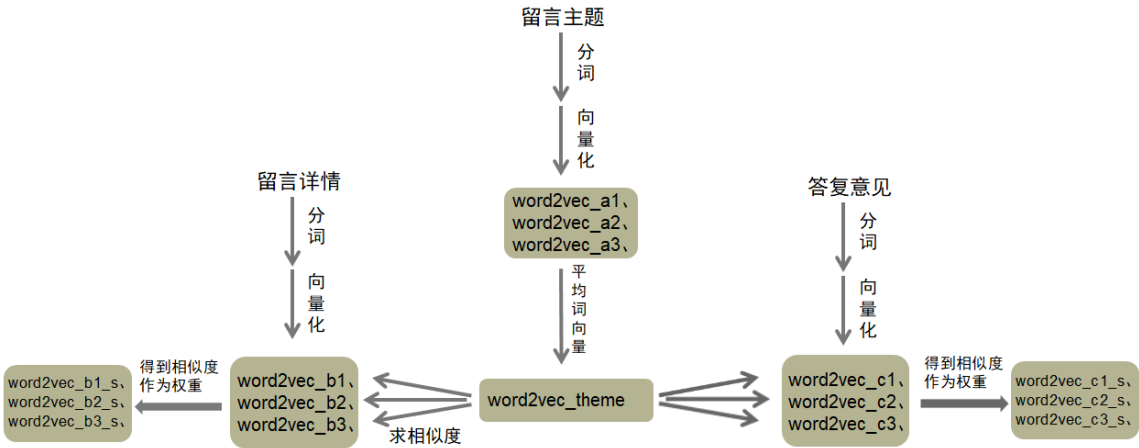 留言主题
分词
向量化
word2vec_a1、
word2vec_a2、
word2vec_a3、
平均词向量
word2vec_theme
留言详情
分词
向量化
word2vec_b1、
word2vec_b2、
word2vec_b3、
求相似度
得到相似度
作为权重
word2vec_b1_s、
word2vec_b2_s、
word2vec_b3_s、
答复意见
分词
向量化
word2vec_c1、
word2vec_c2、
word2vec_c3、
得到相似度
作为权重
word2vec_c1_s、
word2vec_c2_s、
word2vec_c3_s、